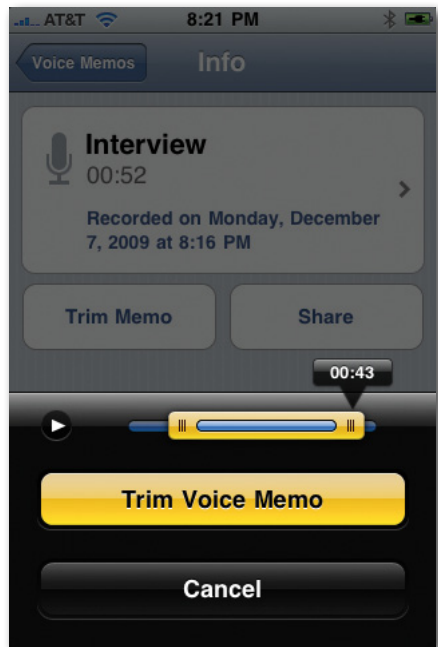 AT&T 8:21 PM
Voice Memos Info
Interview
00:52
Recorded on Monday, December
7, 2009 at 8:16 PM
Trim Memo Share
00:43
Trim Voice Memo
Cancel